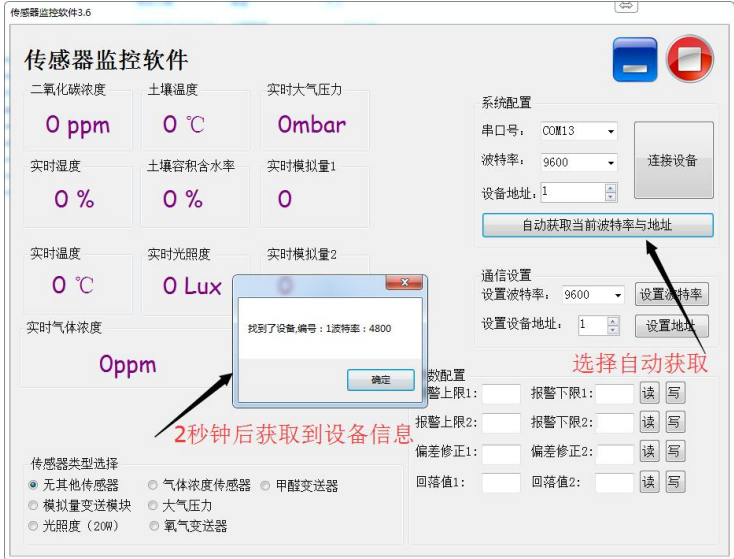 传感器监控软件3.6
传感器监控软件
二氧化碳浓度
土壤温度
实时大气压力
0 ppm
0 ℃
0mbar
实时湿度
土壤容积含水率
实时模拟量1
0 %
0 %
0
实时温度
实时光照度
实时模拟量2
0 ℃
0 Lux
0
实时气体浓度
0ppm
系统配置
串口号:
COM13
波特率:
9600
设备地址:
1
连接设备
自动获取当前波特率与地址
通信设置
设置波特率:
9600
设置波特率
设置设备地址:
1
设置地址
选择自动获取
找到了设备,编号：1波特率：4800
确定
2秒钟后获取到设备信息
数配置
警上限1:
报警下限1:
读
写
报警上限2:
报警下限2:
读
写
偏差修正1:
偏差修正2:
读
写
回落值1:
回落值2:
读
写
传感器类型选择
无其他传感器
气体浓度传感器
甲醛变送器
模拟量变送模块
大气压力
光照度（20W）
氧气变送器